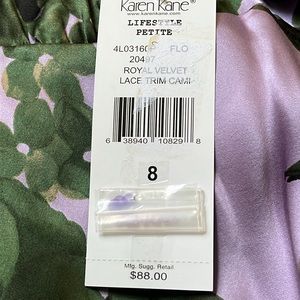 Karen Kane
www.karenkane.com
LIFESTYLE
PETITE
FLO
20497
ROYAL VELVET
LACE TRIM CAMI
6 38940 10829 8
8
Mfg. Sugg. Retail
$88.00